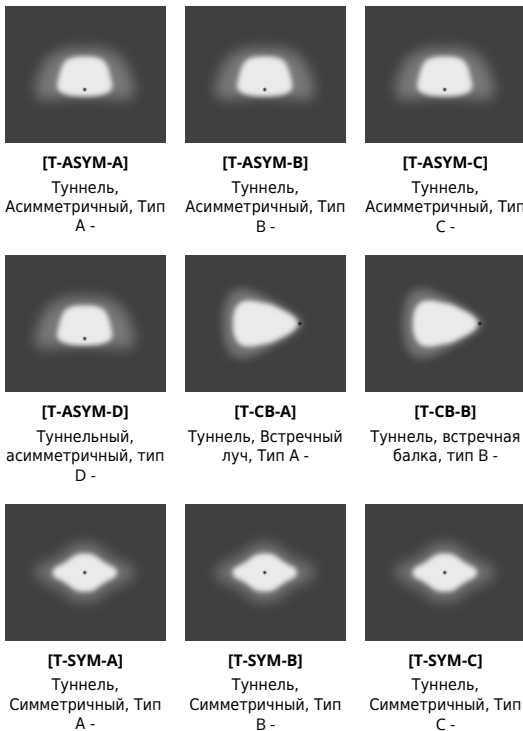 [T-ASYM-A]
Туннель,
Асимметричный, Тип
A -
[T-ASYM-B]
Туннель,
Асимметричный, Тип
B -
[T-ASYM-C]
Туннель,
Асимметричный, Тип
C -
[T-ASYM-D]
Туннельный,
асимметричный, тип
D -
[T-CB-A]
Туннель, Встречный
луч, Тип A -
[T-CB-B]
Туннель, встречная
балка, тип B -
[T-SYM-A]
Туннель,
Симметричный, Тип
A -
[T-SYM-B]
Туннель,
Симметричный, Тип
B -
[T-SYM-C]
Туннель,
Симметричный, Тип
C -